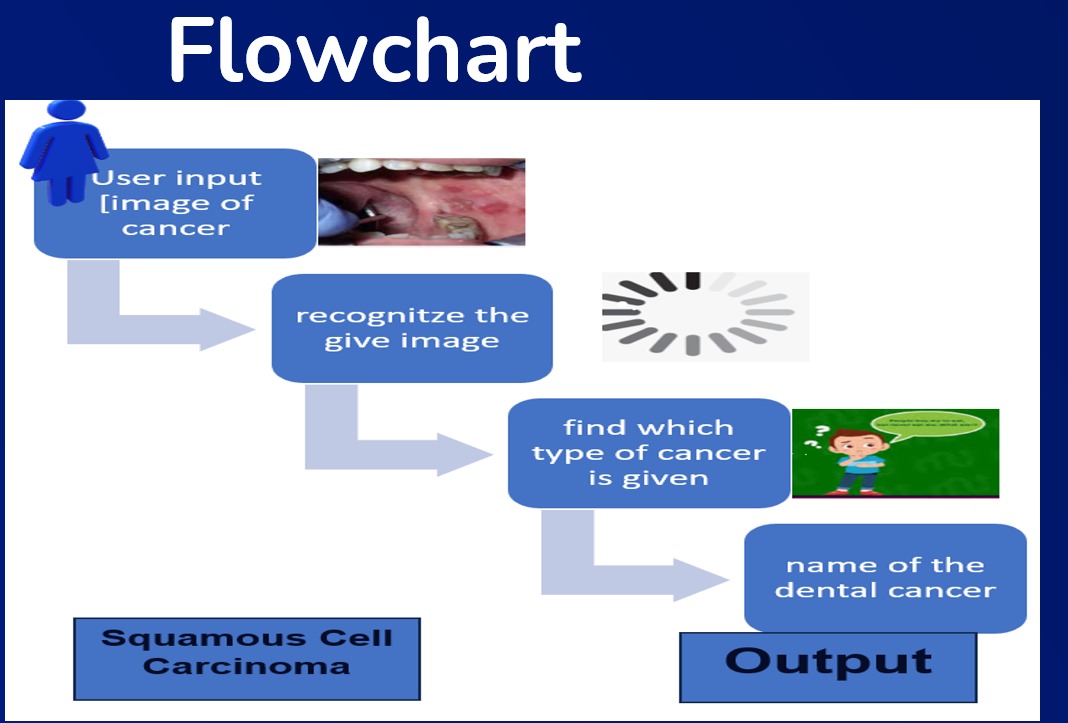 Flowchart
User input
[image of
cancer
recognitze the
give image
find which
type of cancer
is given
? ?
name of the
dental cancer
Squamous Cell
Carcinoma
Output